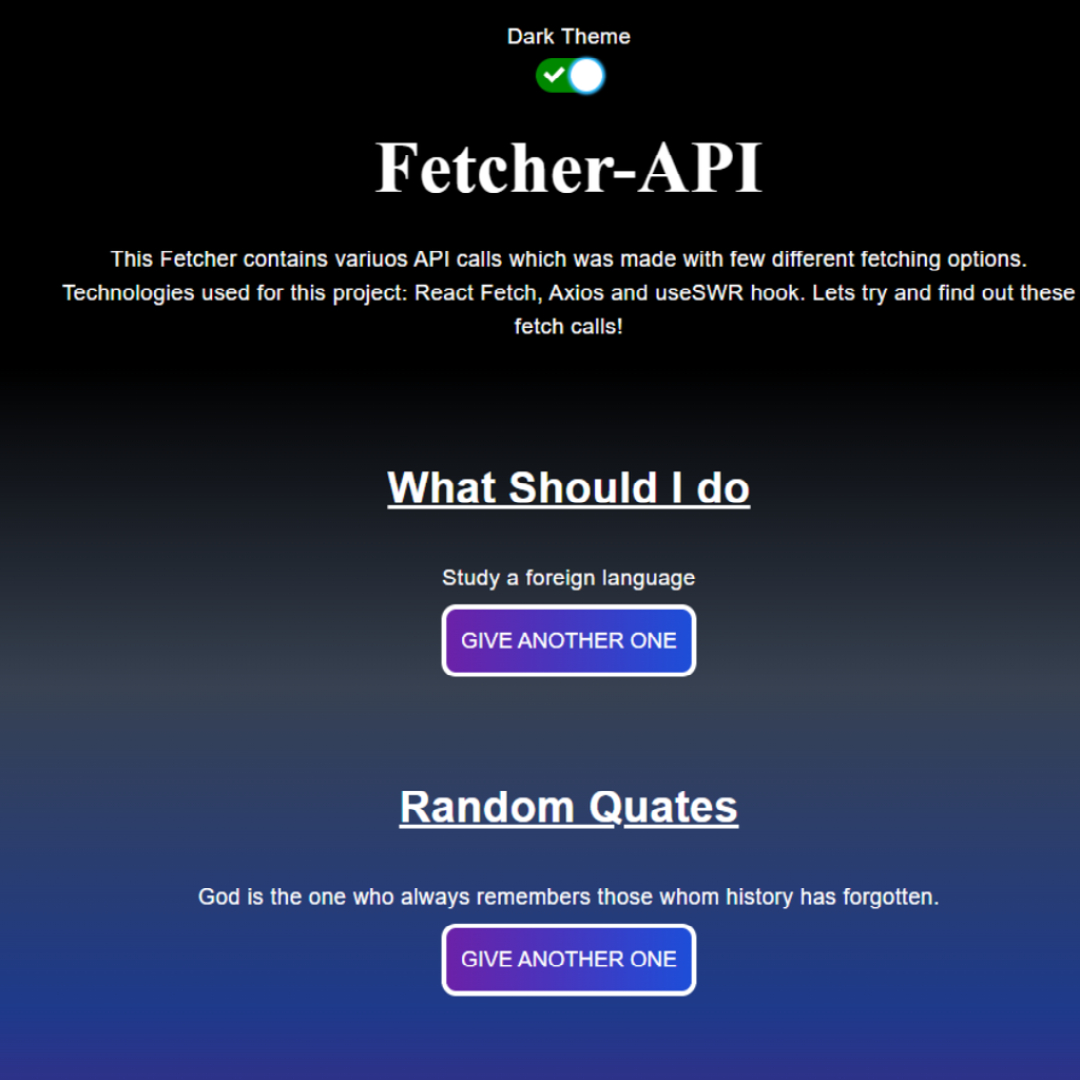 Dark Theme
Fetcher-API
This Fetcher contains variuos API calls which was made with few different fetching options.
Technologies used for this project: React Fetch, Axios and useSWR hook. Lets try and find out these
fetch calls!
What Should I do
Study a foreign language
GIVE ANOTHER ONE
Random Quates
God is the one who always remembers those whom history has forgotten.
GIVE ANOTHER ONE